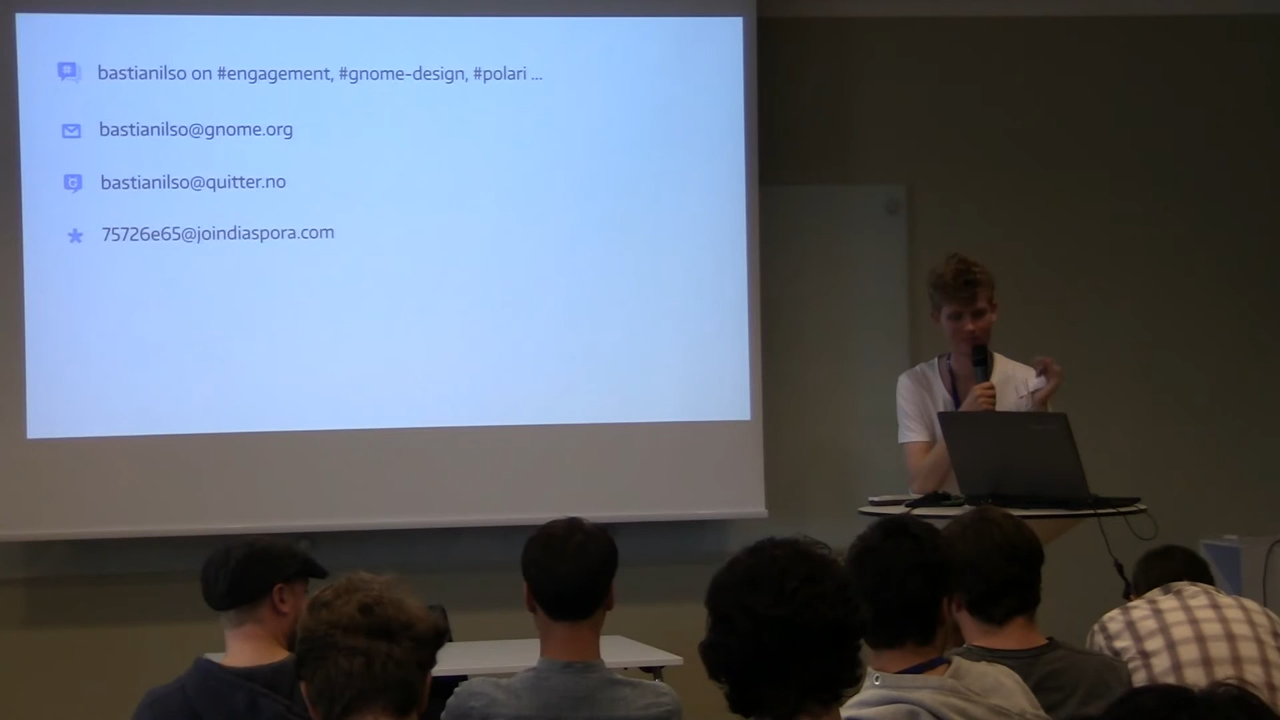 bastianilso on #engagement, #gnome-design, #polari ...
bastianilso@gnome.org
bastianilso@quitter.no
75726e65@joindiaspora.com